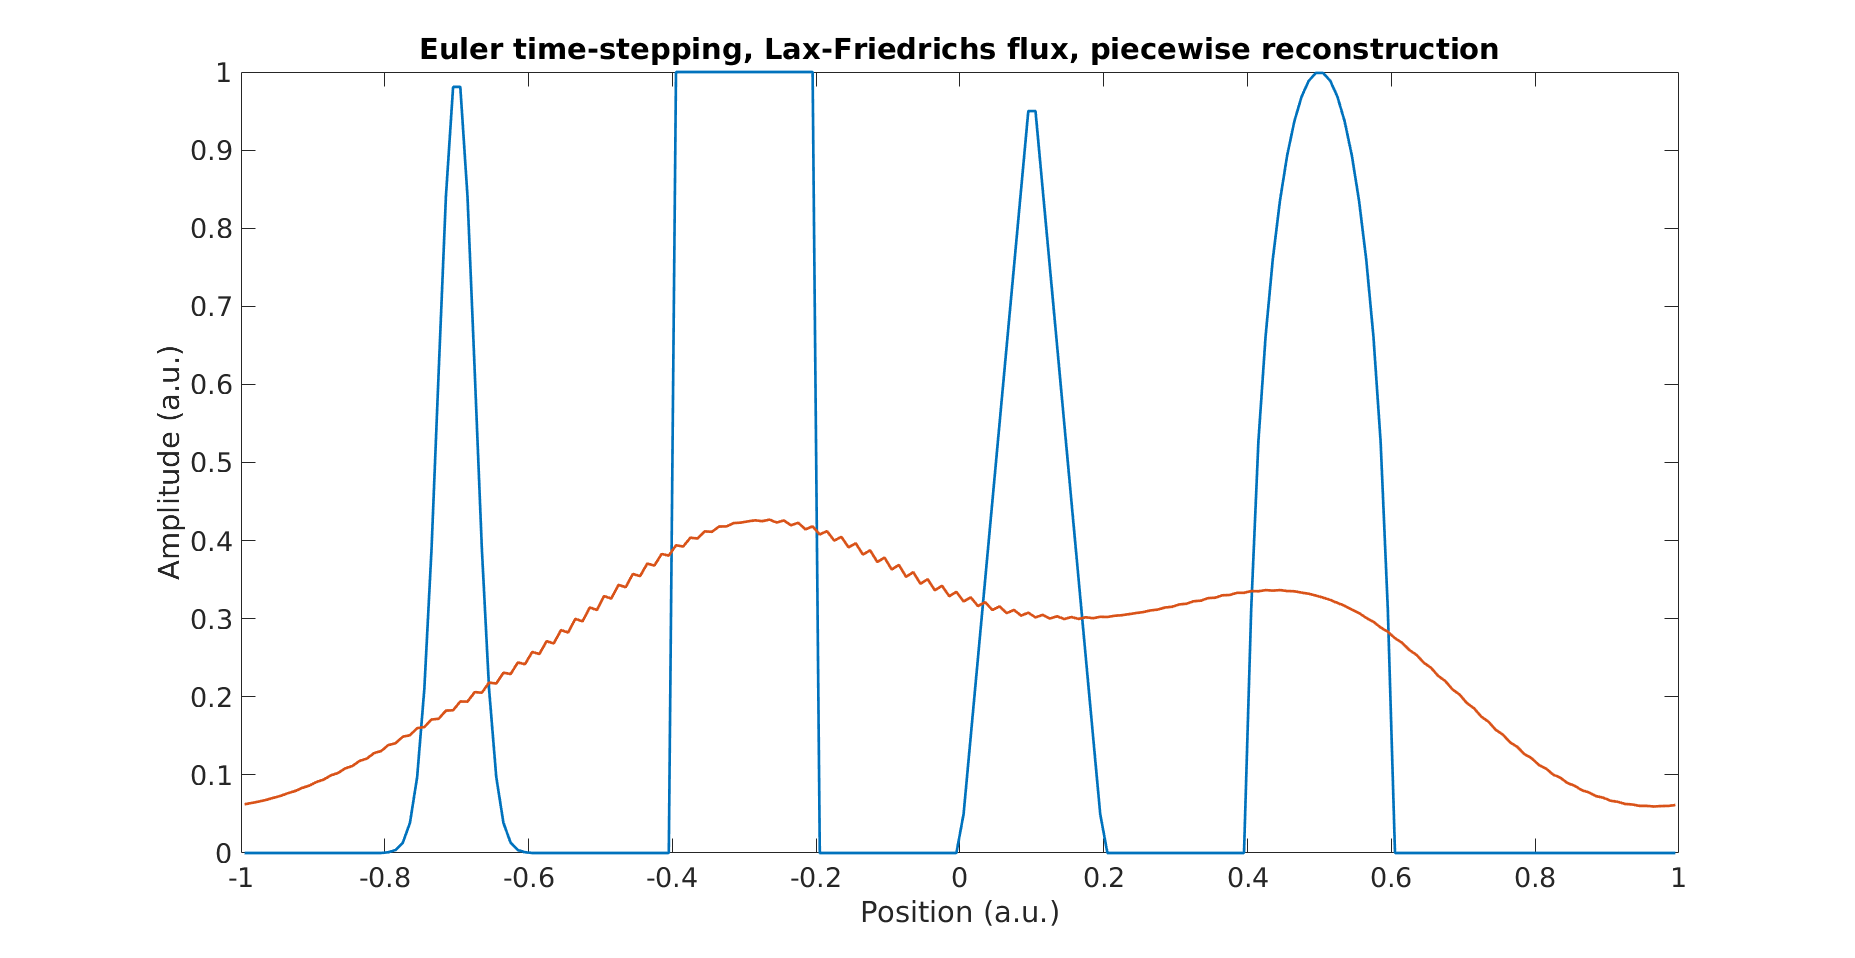 Euler time-stepping, Lax-Friedrichs flux, piecewise reconstruction
Amplitude (a.u.)
1
0.9
0.8
0.7
0.6
0.5
0.4
0.3
0.2
0.1
0
-1 -0.8 -0.6 -0.4 -0.2 0 0.2 0.4 0.6 0.8 1
Position (a.u.)